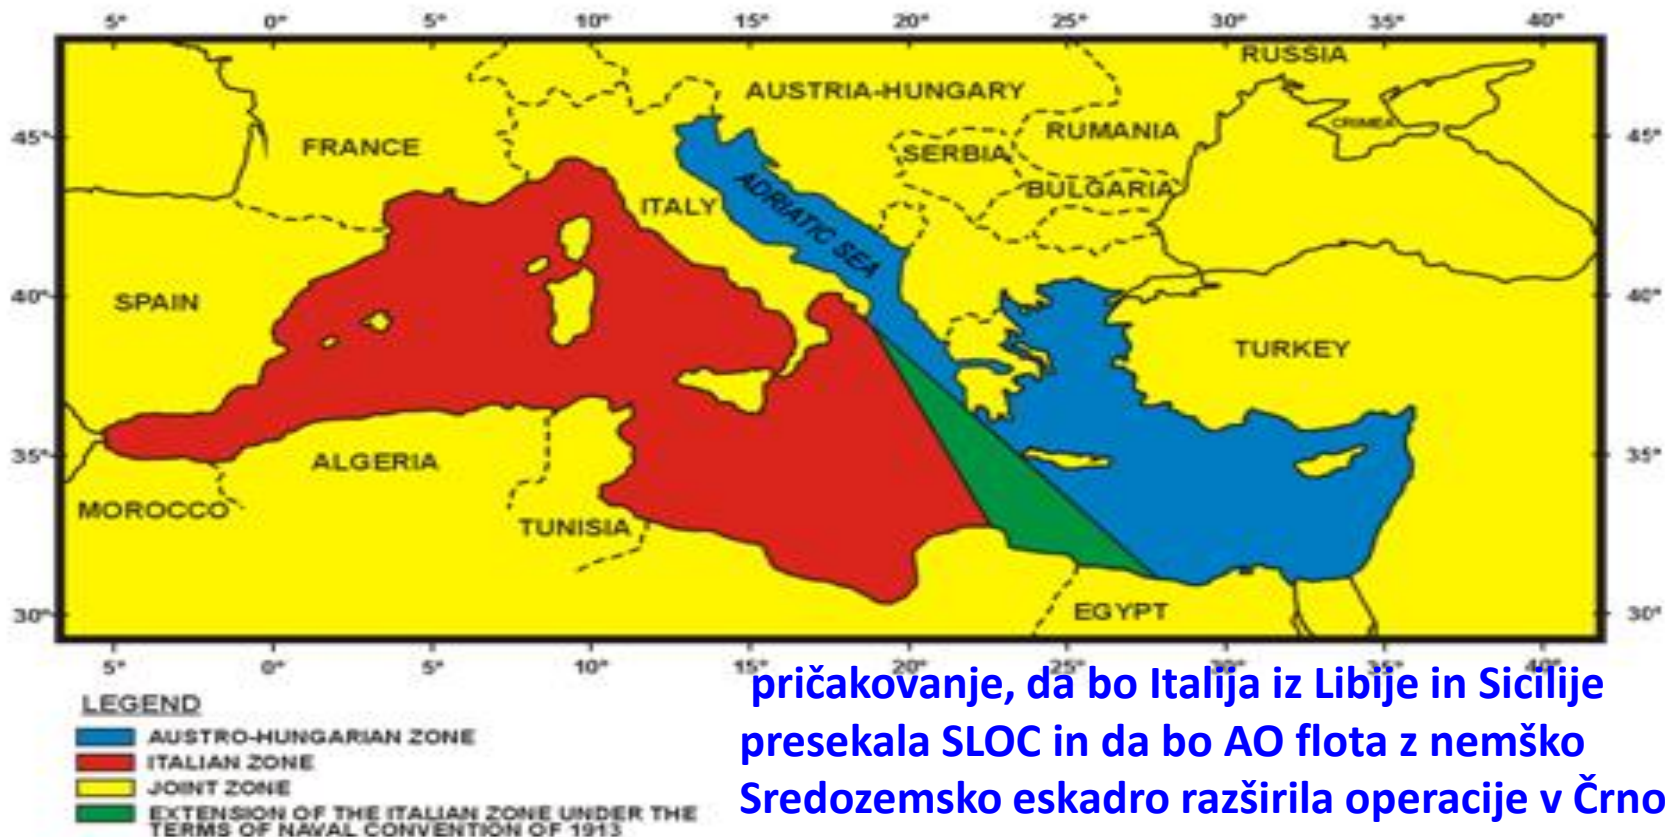 5° 0° 5° 10° 15° 20° 25° 30° 35° 40°
RUSSIA
AUSTRIA-HUNGARY
CRIMEA
45° 45°
FRANCE
RUMANIA
SERBIA
BULGARIA
ITALY
ADRIATIC SEA
40° 40°
SPAIN
TURKEY
35° 35°
ALGERIA
MOROCCO
TUNISIA
30° 30°
EGYPT
5° 0° 5° 10° 15° 20° 25° 30° 35° 40°
LEGEND
AUSTRO-HUNGARIAN ZONE
ITALIAN ZONE
JOINT ZONE
EXTENSION OF THE ITALIAN ZONE UNDER THE
TERMS OF NAVAL CONVENTION OF 1913
pričakovanje, da bo Italija iz Libije in Sicilije
presekala SLOC in da bo AO flota z nemško
Sredozemsko eskadro razširila operacije v Črno